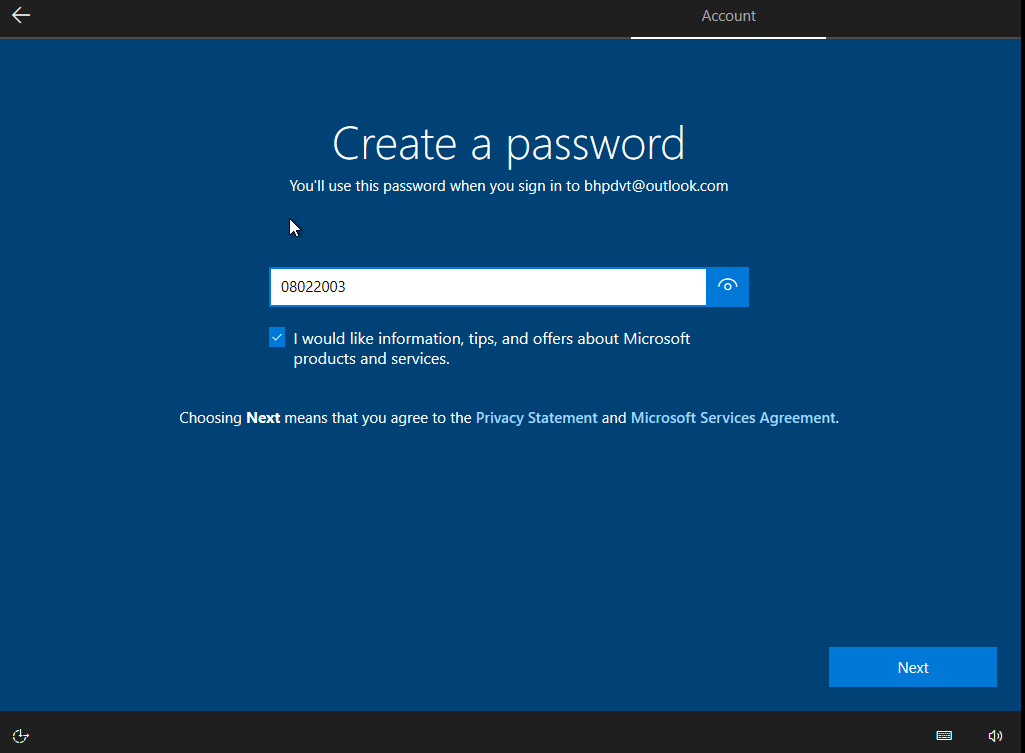 Account
Create a password
You'll use this password when you sign in to bhpdvt@outlook.com
08022003
I would like information, tips, and offers about Microsoft
products and services.
Choosing Next means that you agree to the Privacy Statement and Microsoft Services Agreement.
Next